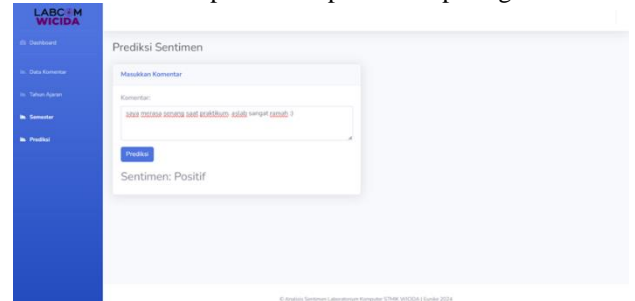 LABCOM
WICIDA
Dashboard
Data Komentar
Tahun Ajaran
Semester
Prediksi
Prediksi Sentimen
Masukkan Komentar
Komentar:
saya merasa senang saat praktikum. aslab sangat ramah :)
Prediksi
Sentimen: Positif
© Analisis Sentimen Laboratorium Komputer STMIK WICIDA | 2024